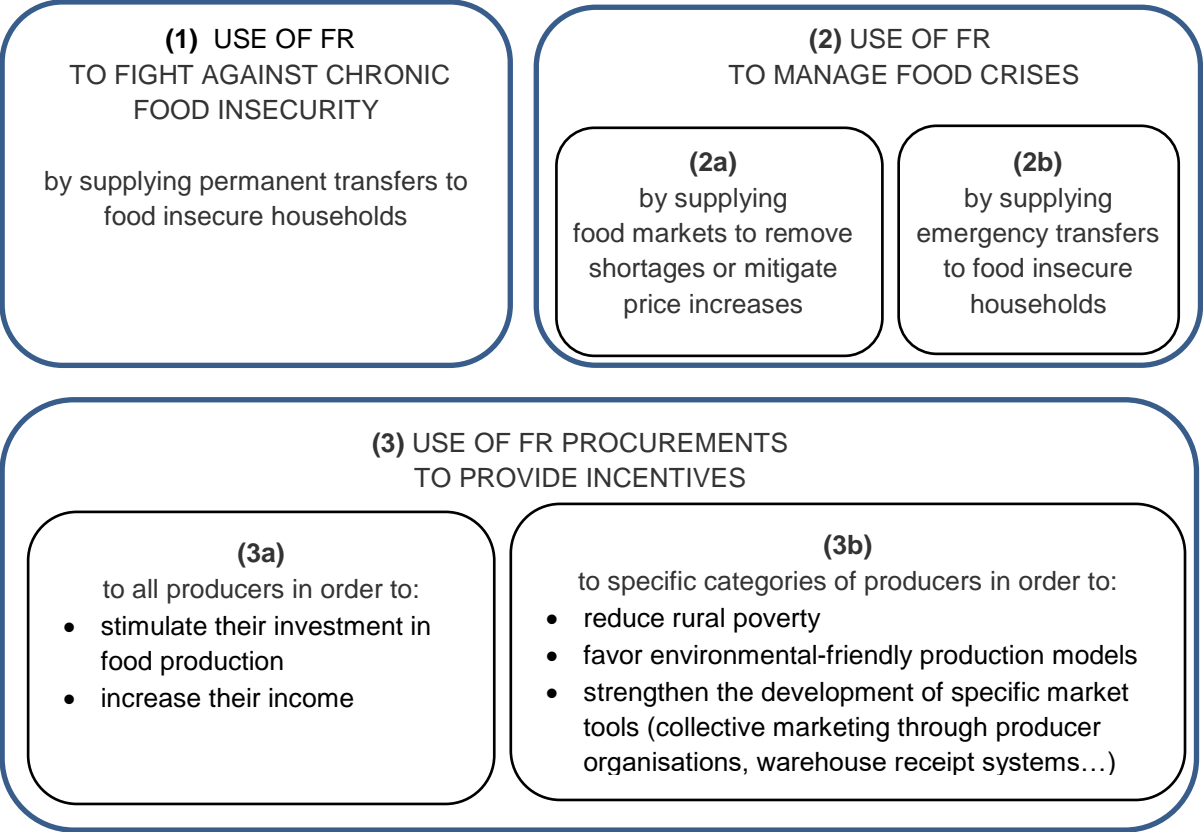 (1) USE OF FR
TO FIGHT AGAINST CHRONIC
FOOD INSECURITY
by supplying permanent transfers to
food insecure households
(2) USE OF FR
TO MANAGE FOOD CRISES
(2a)
by supplying
food markets to remove
shortages or mitigate
price increases
(2b)
by supplying
emergency transfers
to food insecure
households
(3) USE OF FR PROCUREMENTS
TO PROVIDE INCENTIVES
(3a)
to all producers in order to:
• stimulate their investment in
food production
• increase their income
(3b)
to specific categories of producers in order to:
• reduce rural poverty
• favor environmental-friendly production models
• strengthen the development of specific market
tools (collective marketing through producer
organisations, warehouse receipt systems…)